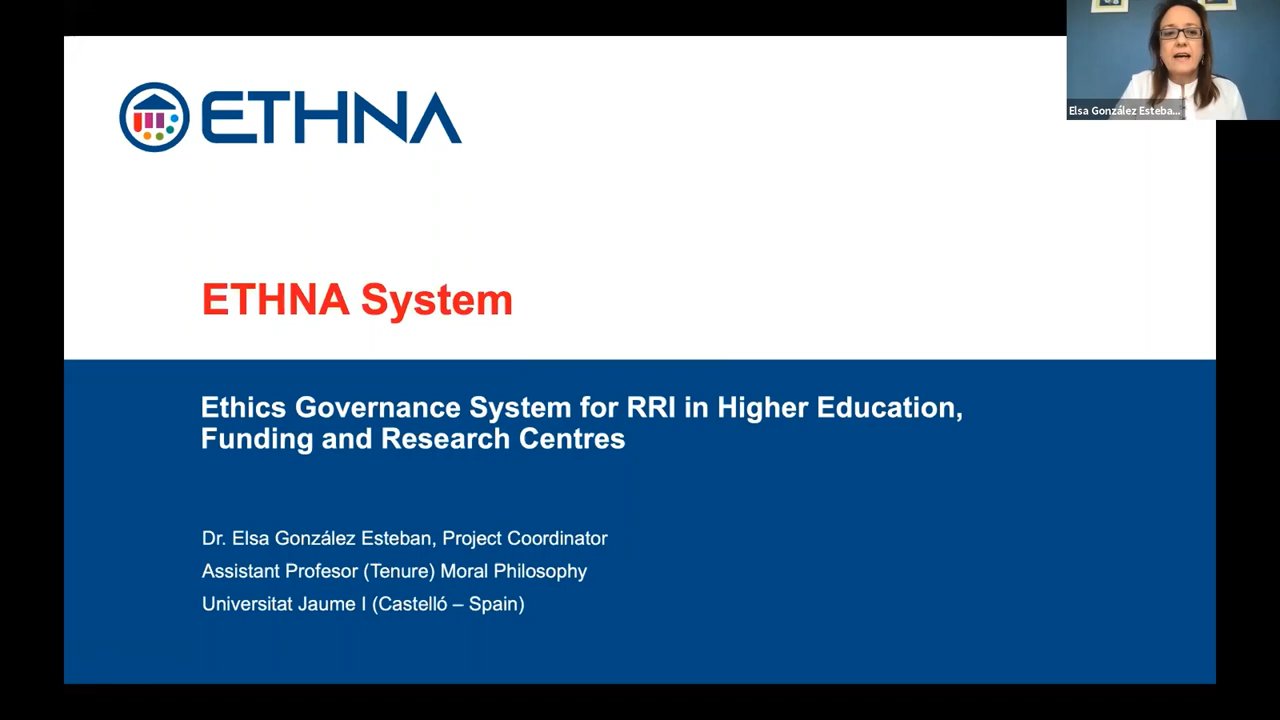 ETHNA
Elsa González Esteba...
ETHNA System
Ethics Governance System for RRI in Higher Education,
Funding and Research Centres
Dr. Elsa González Esteban, Project Coordinator
Assistant Profesor (Tenure) Moral Philosophy
Universitat Jaume I (Castelló – Spain)